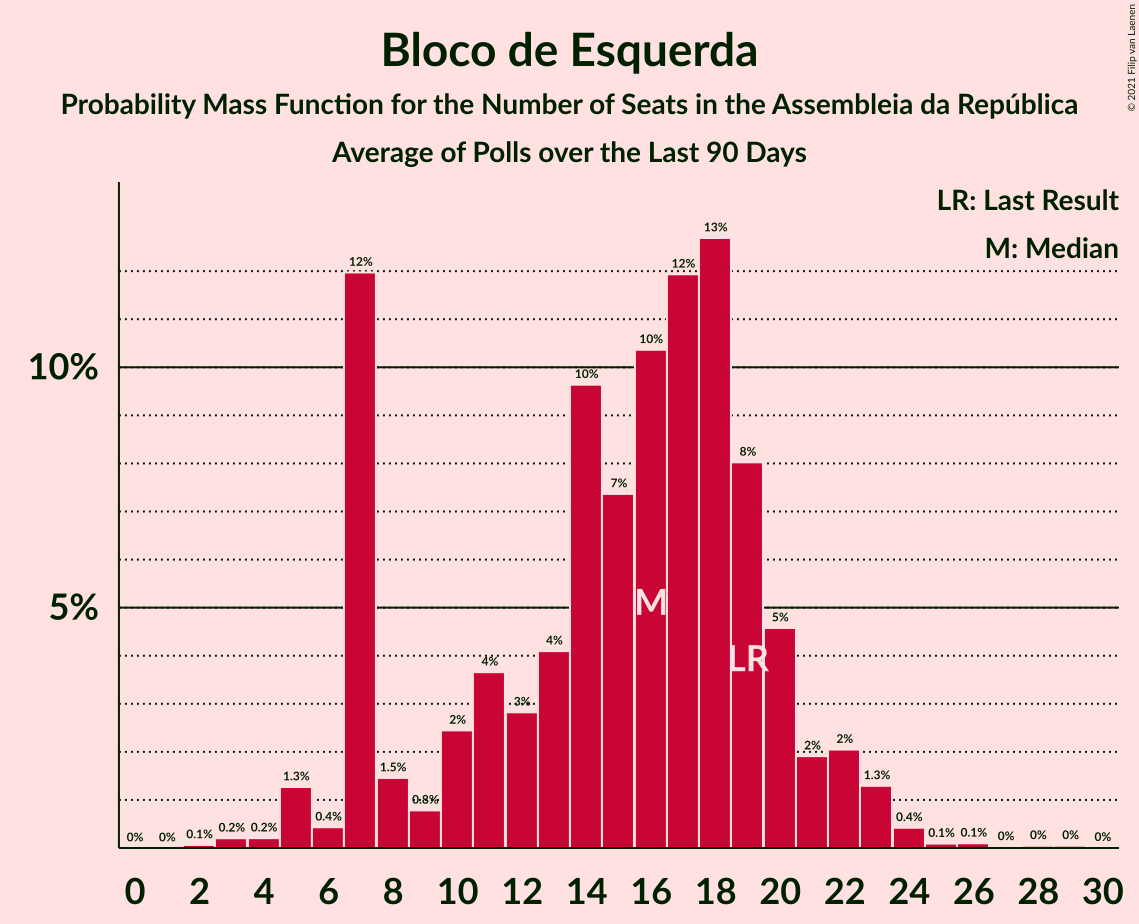 © 2021 Filip van Laenen
Bloco de Esquerda
Probability Mass Function for the Number of Seats in the Assembleia da República
Average of Polls over the Last 90 Days
LR: Last Result
M: Median
10%
5%
0% 0% 0.1% 0.2% 0.2% 1.3% 0.4% 12% 1.5% 0.8% 2% 4% 3% 4% 10% 7% 10% 12% 13% 8% 5% 2% 2% 1.3% 0.4% 0.1% 0.1% 0% 0% 0% 0%
M
LR
0 2 4 6 8 10 12 14 16 18 20 22 24 26 28 30